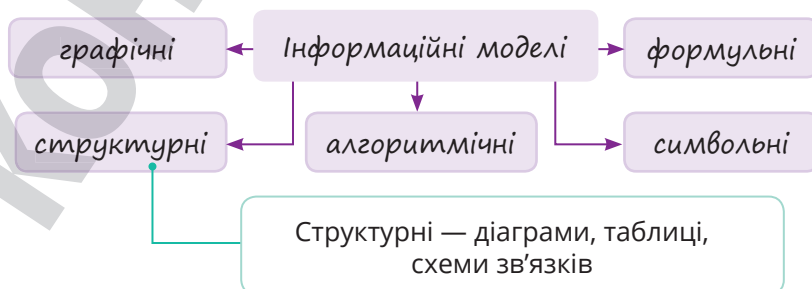 графічні
Інформаційні моделі
формульні
структурні
алгоритмічні
символьні
Структурні — діаграми, таблиці,
схеми зв’язків